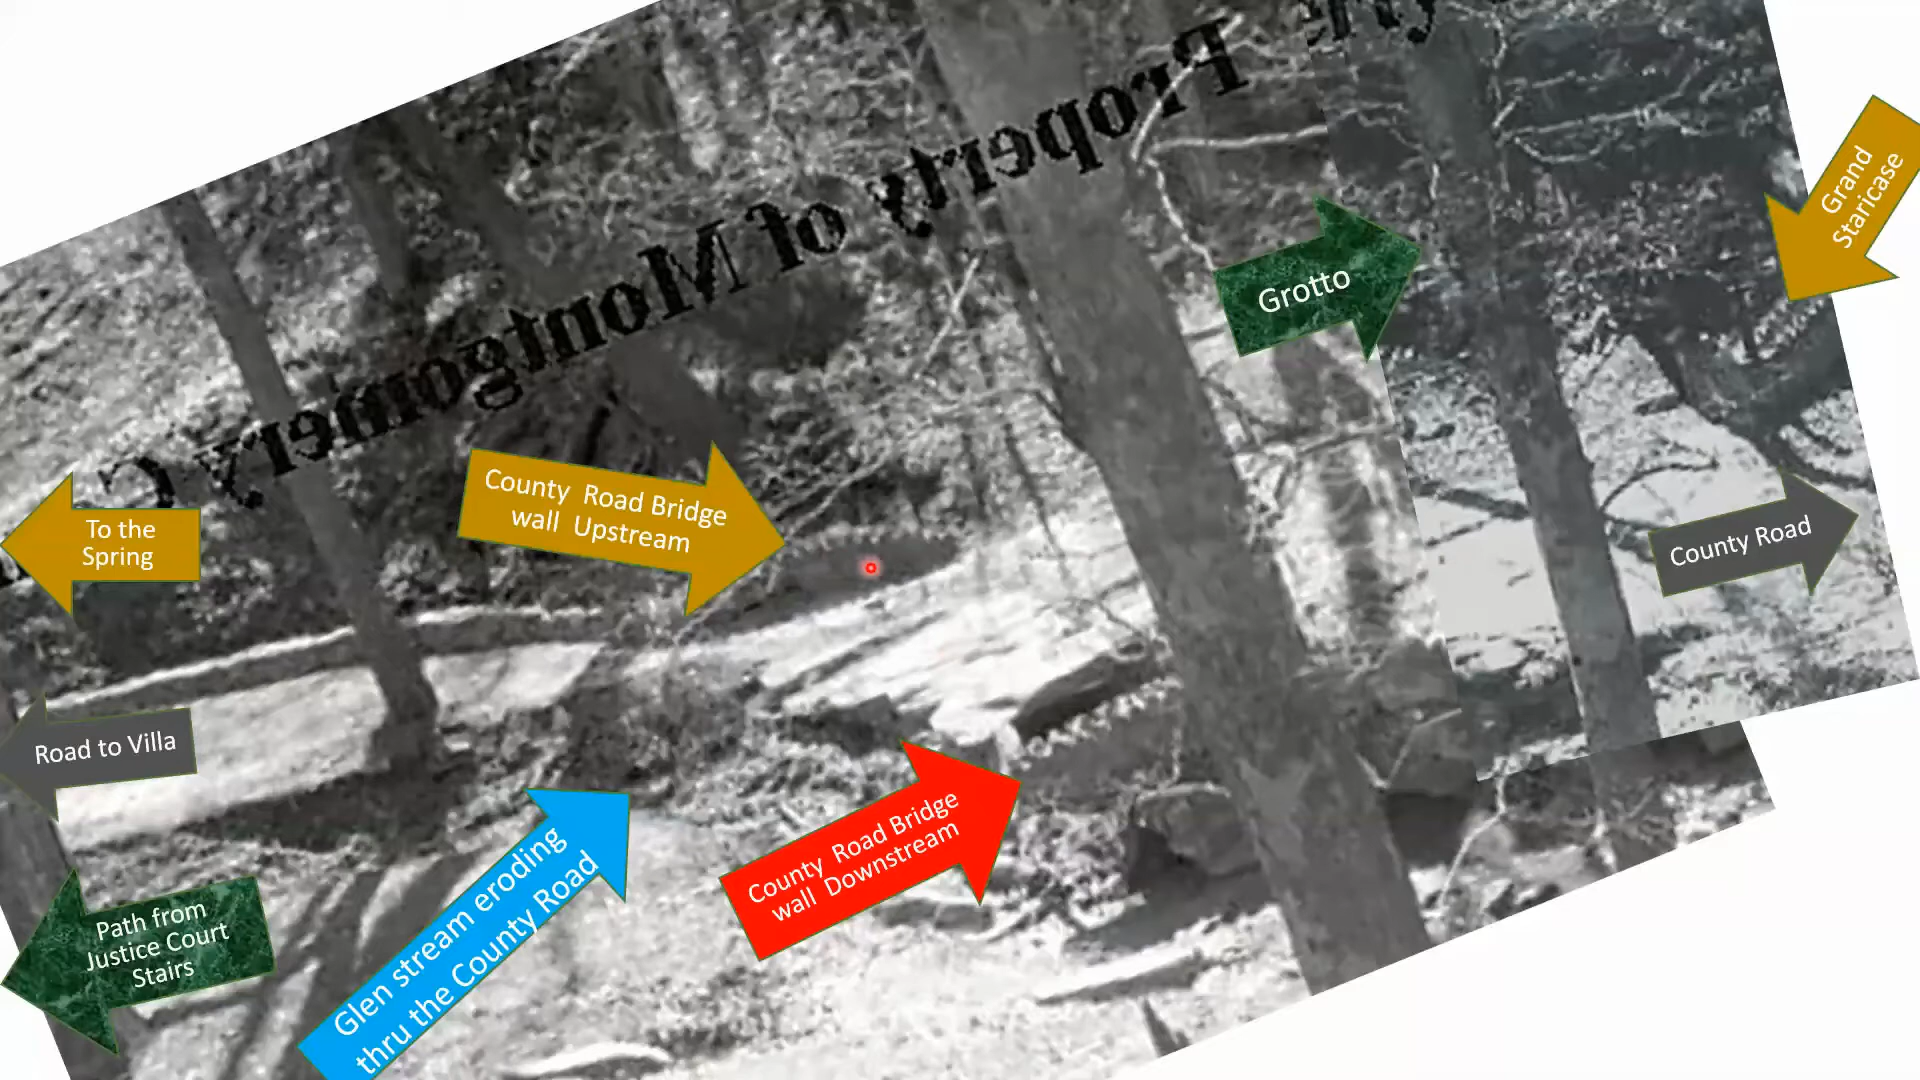 Property of Montgomery C
rty
Grand
Staricase
Grotto
County Road Bridge
wall Upstream
To the
Spring
County Road
Road to Villa
County Road Bridge
wall Downstream
Glen stream eroding
thru the County Road
Path from
Justice Court
Stairs